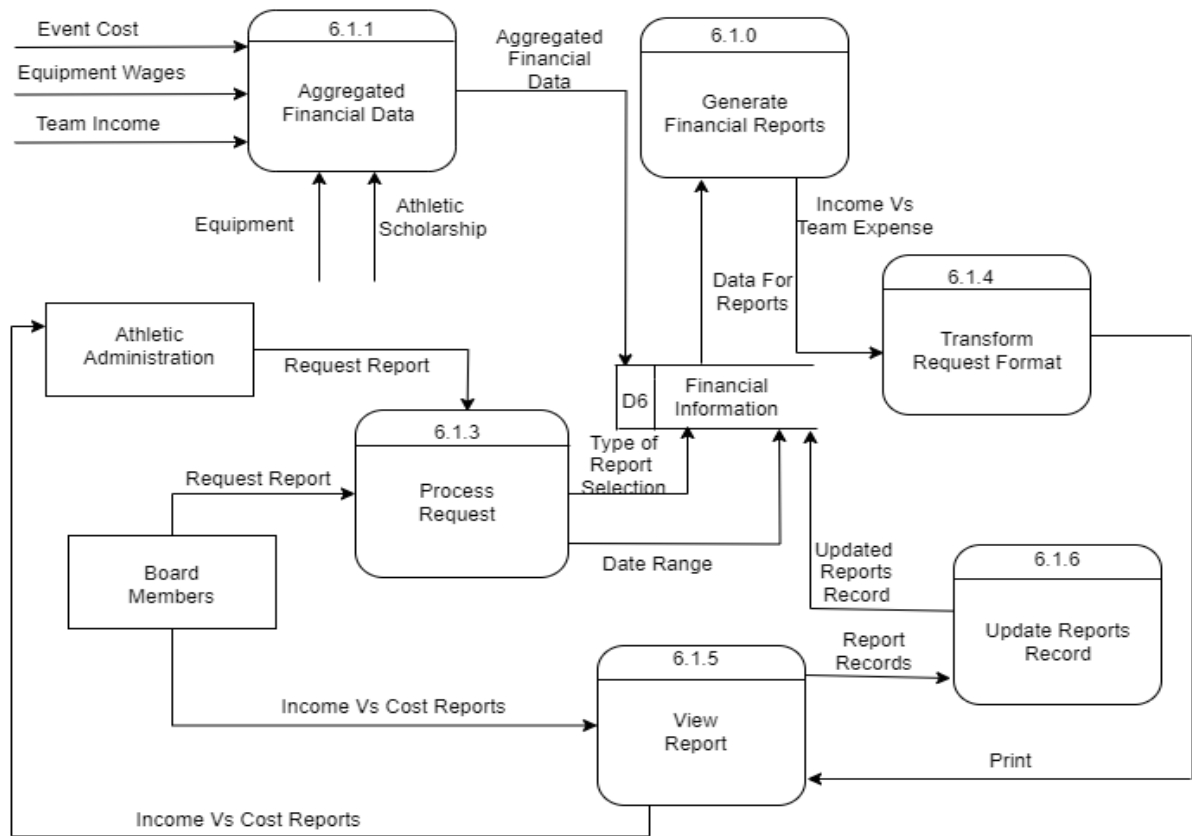 Event Cost
Equipment Wages
Team Income
6.1.1
Aggregated
Financial Data
Aggregated
Financial
Data
6.1.0
Generate
Financial Reports
Equipment
Athletic
Scholarship
Income Vs
Team Expense
Data For
Reports
6.1.4
Transform
Request Format
Athletic
Administration
Request Report
D6
Financial
Information
6.1.3
Process
Request
Type of
Report
Selection
Request Report
Date Range
Board
Members
Updated
Reports
Record
6.1.6
Update Reports
Record
Report
Records
6.1.5
View
Report
Income Vs Cost Reports
Print
Income Vs Cost Reports